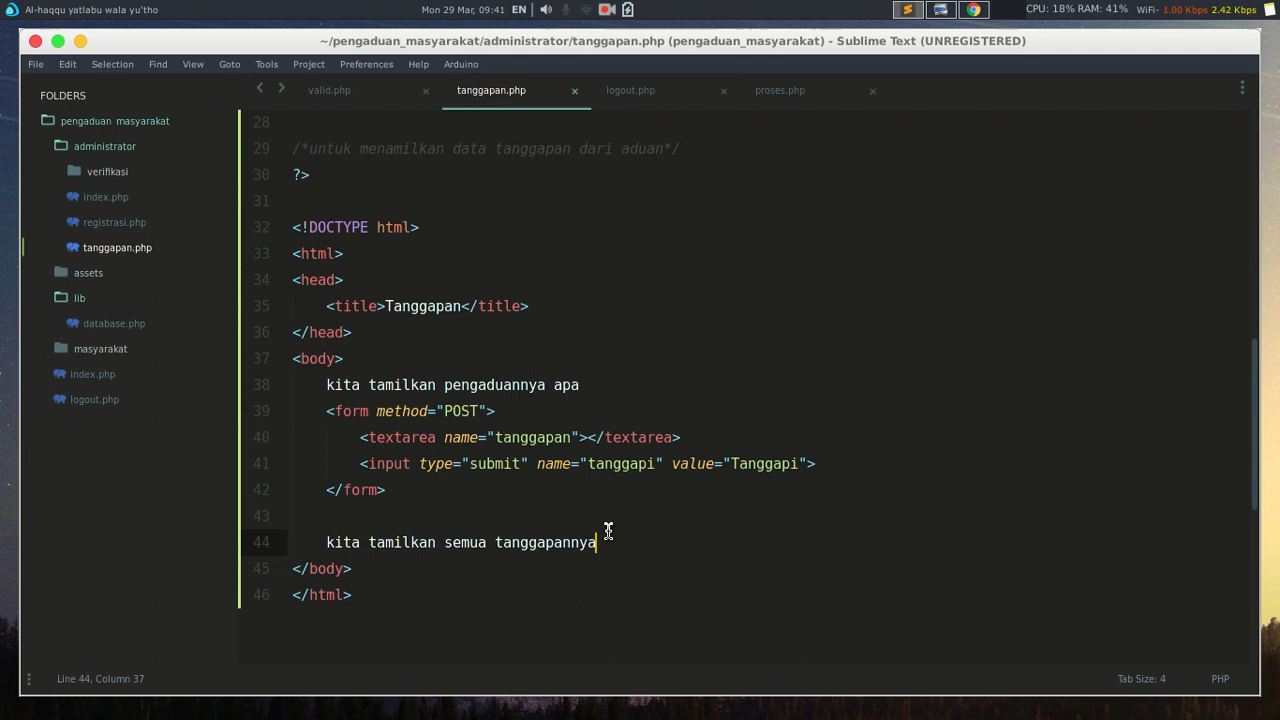 Al-haqqu yatlabu wala yu'tho
Mon 29 Mar, 09:41 EN
CPU: 18% RAM: 41% WiFi- 1.00 Kbps 2.42 Kbps
~/pengaduan_masyarakat/administrator/tanggapan.php (pengaduan_masyarakat) - Sublime Text (UNREGISTERED)
File Edit Selection Find View Goto Tools Project Preferences Help Arduino
FOLDERS
pengaduan masyarakat
administrator
verifikasi
index.php
registrasi.php
tanggapan.php
assets
lib
database.php
masyarakat
index.php
logout.php
valid.php × tanggapan.php × logout.php × proses.php ×
28
29 /*untuk menamilkan data tanggapan dari aduan*/
30 ?>
31
32 <!DOCTYPE html>
33 <html>
34 <head>
35 <title>Tanggapan</title>
36 </head>
37 <body>
38 kita tamilkan pengaduannya apa
39 <form method="POST">
40 <textarea name="tanggapan"></textarea>
41 <input type="submit" name="tanggapi" value="Tanggapi">
42 </form>
43
44 kita tamilkan semua tanggapannya
45 </body>
46 </html>
Line 44, Column 37
Tab Size: 4 PHP